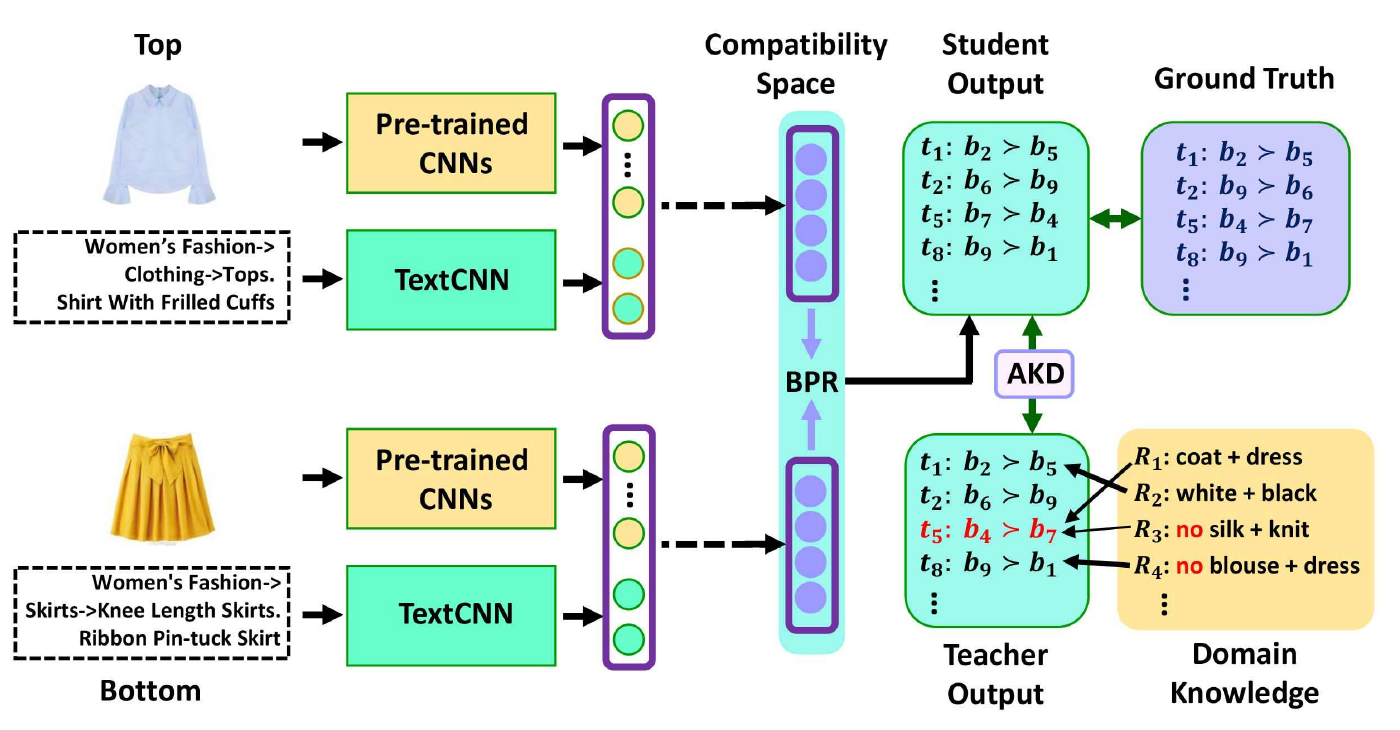 Top
Women's Fashion->
Clothing->Tops.
Shirt With Frilled Cuffs
Pre-trained
CNNs
TextCNN
Women's Fashion->
Skirts->Knee Length Skirts.
Ribbon Pin-tuck Skirt
Bottom
Pre-trained
CNNs
TextCNN
Compatibility
Space
BPR
Student
Output
t₁: b₂ ≻ b₅
t₂: b₆ ≻ b₉
t₅: b₇ ≻ b₄
t₈: b₉ ≻ b₁
⋮
Ground Truth
t₁: b₂ ≻ b₅
t₂: b₉ ≻ b₆
t₅: b₄ ≻ b₇
t₈: b₉ ≻ b₁
⋮
AKD
t₁: b₂ ≻ b₅
t₂: b₆ ≻ b₉
t₅: b₄ ≻ b₇
t₈: b₉ ≻ b₁
⋮
Teacher
Output
R₁: coat + dress
R₂: white + black
R₃: no silk + knit
R₄: no blouse + dress
⋮
Domain
Knowledge